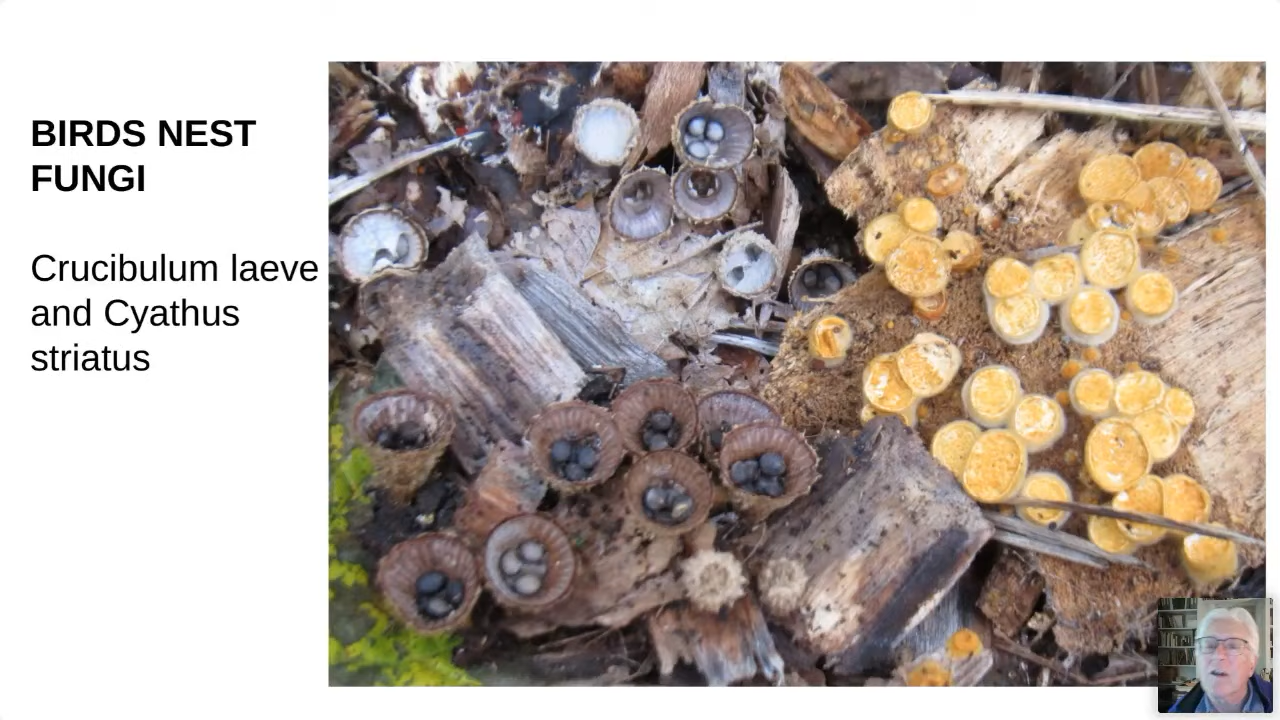 BIRDS NEST
FUNGI
Crucibulum laeve
and Cyathus
striatus